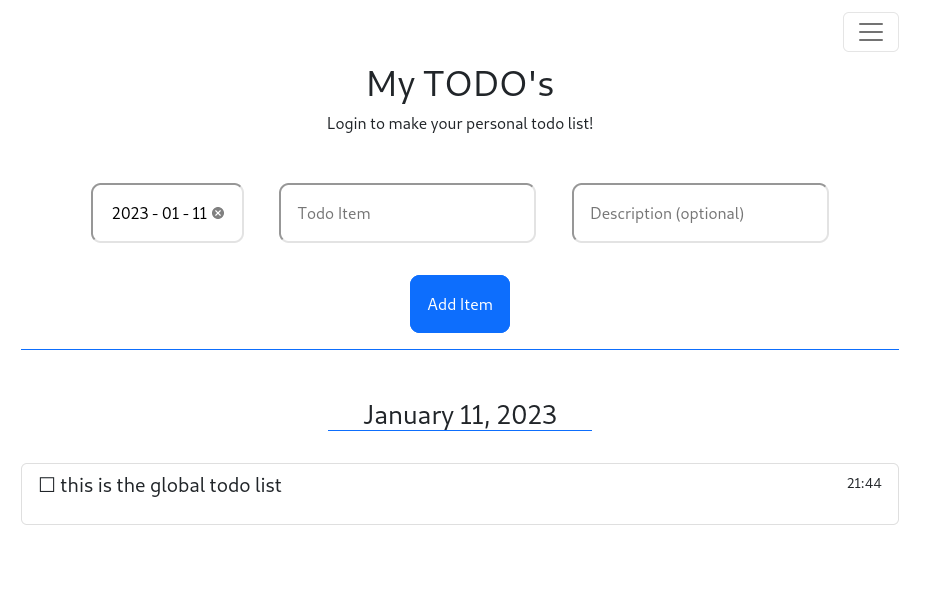 My TODO's
Login to make your personal todo list!
2023 - 01 - 11
Todo Item
Description (optional)
Add Item
January 11, 2023
this is the global todo list
21:44